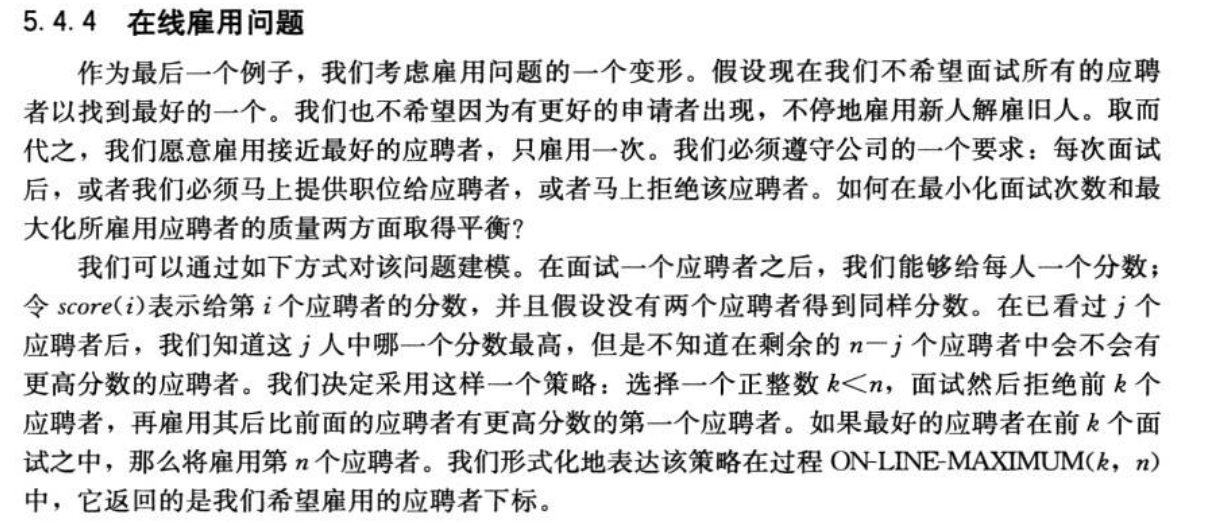 5.4.4 在线雇用问题
作为最后一个例子，我们考虑雇用问题的一个变形。假设现在我们不希望面试所有的应聘
者以找到最好的一个。我们也不希望因为有更好的申请者出现，不停地雇用新人解雇旧人。取而
代之，我们愿意雇用接近最好的应聘者，只雇用一次。我们必须遵守公司的一个要求：每次面试
后，或者我们必须马上提供职位给应聘者，或者马上拒绝该应聘者。如何在最小化面试次数和最
大化所雇用应聘者的质量两方面取得平衡？
我们可以通过如下方式对该问题建模。在面试一个应聘者之后，我们能够给每人一个分数；
令 score(i)表示给第 i 个应聘者的分数，并且假设没有两个应聘者得到同样分数。在已看过 j 个
应聘者后，我们知道这 j 人中哪一个分数最高，但是不知道在剩余的 n－j 个应聘者中会不会有
更高分数的应聘者。我们决定采用这样一个策略：选择一个正整数 k＜n，面试然后拒绝前 k 个
应聘者，再雇用其后比前面的应聘者有更高分数的第一个应聘者。如果最好的应聘者在前 k 个面
试之中，那么将雇用第 n 个应聘者。我们形式化地表达该策略在过程 ON-LINE-MAXIMUM(k，n)
中，它返回的是我们希望雇用的应聘者下标。